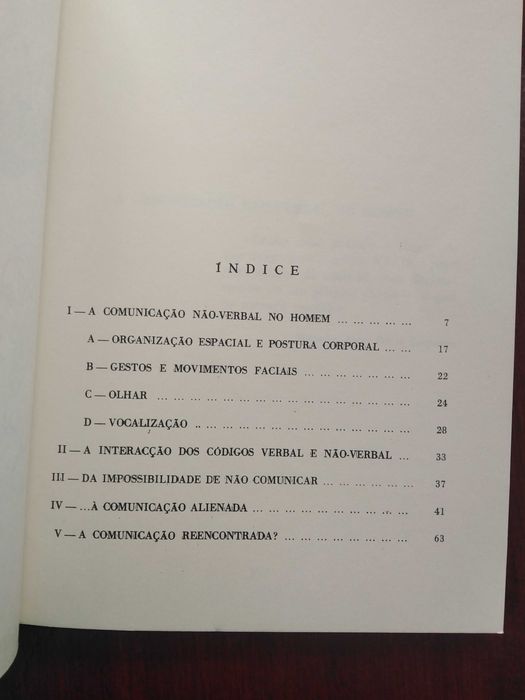 ÍNDICE
I — A COMUNICAÇÃO NÃO-VERBAL NO HOMEM ... ... ... ... ... 7
A — ORGANIZAÇÃO ESPACIAL E POSTURA CORPORAL ... ... 17
B — GESTOS E MOVIMENTOS FACIAIS ... ... ... ... ... ... ... 22
C — OLHAR ... ... ... ... ... ... ... ... ... ... ... ... ... 24
D — VOCALIZAÇÃO .. ... ... ... ... ... ... ... ... ... ... ... 28
II — A INTERACÇÃO DOS CÓDIGOS VERBAL E NÃO-VERBAL ... 33
III — DA IMPOSSIBILIDADE DE NÃO COMUNICAR ... ... ... ... ... ... 37
IV — ...À COMUNICAÇÃO ALIENADA ... ... ... ... ... ... ... ... ... 41
V — A COMUNICAÇÃO REENCONTRADA? ... ... ... ... ... ... ... ... 63